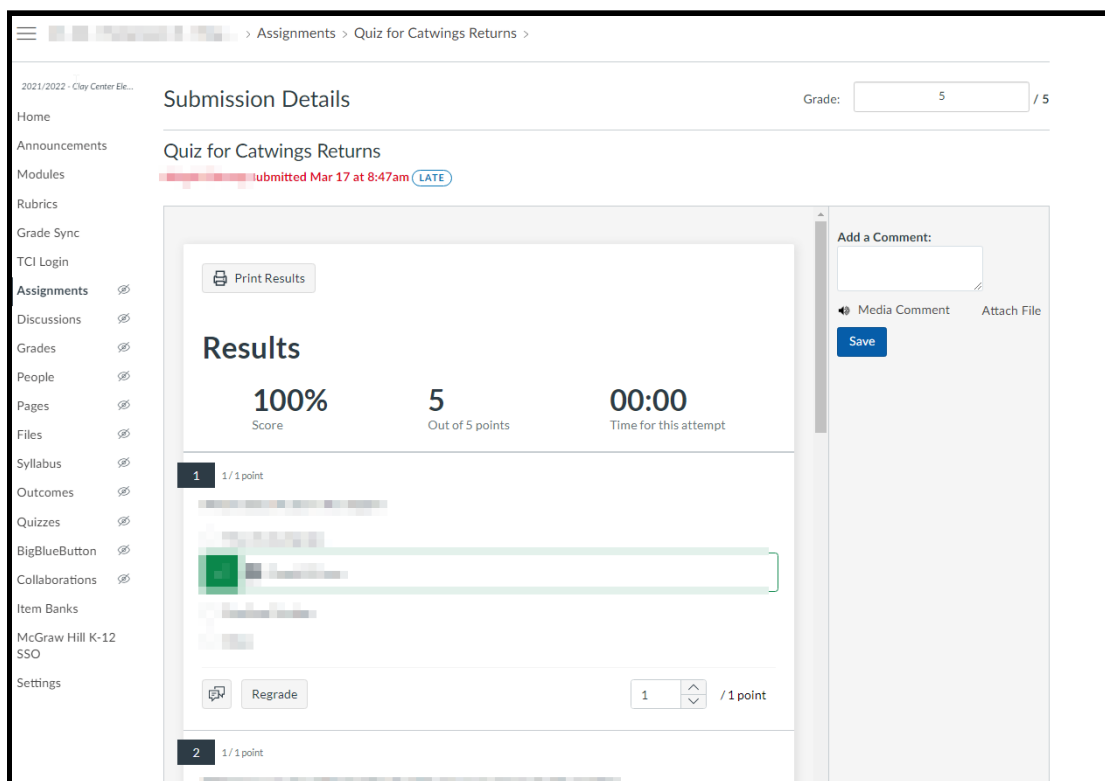 > Assignments > Quiz for Catwings Returns >
2021/2022 - Clay Center Ele...
Home
Announcements
Modules
Rubrics
Grade Sync
TCI Login
Assignments
Discussions
Grades
People
Pages
Files
Syllabus
Outcomes
Quizzes
BigBlueButton
Collaborations
Item Banks
McGraw Hill K-12
SSO
Settings
Submission Details
Grade: 5 / 5
Quiz for Catwings Returns
ubmitted Mar 17 at 8:47am LATE
Print Results
Results
100% 5 00:00
Score Out of 5 points Time for this attempt
1 1 / 1 point
Regrade 1 / 1 point
2 1 / 1 point
Add a Comment:
Media Comment Attach File
Save